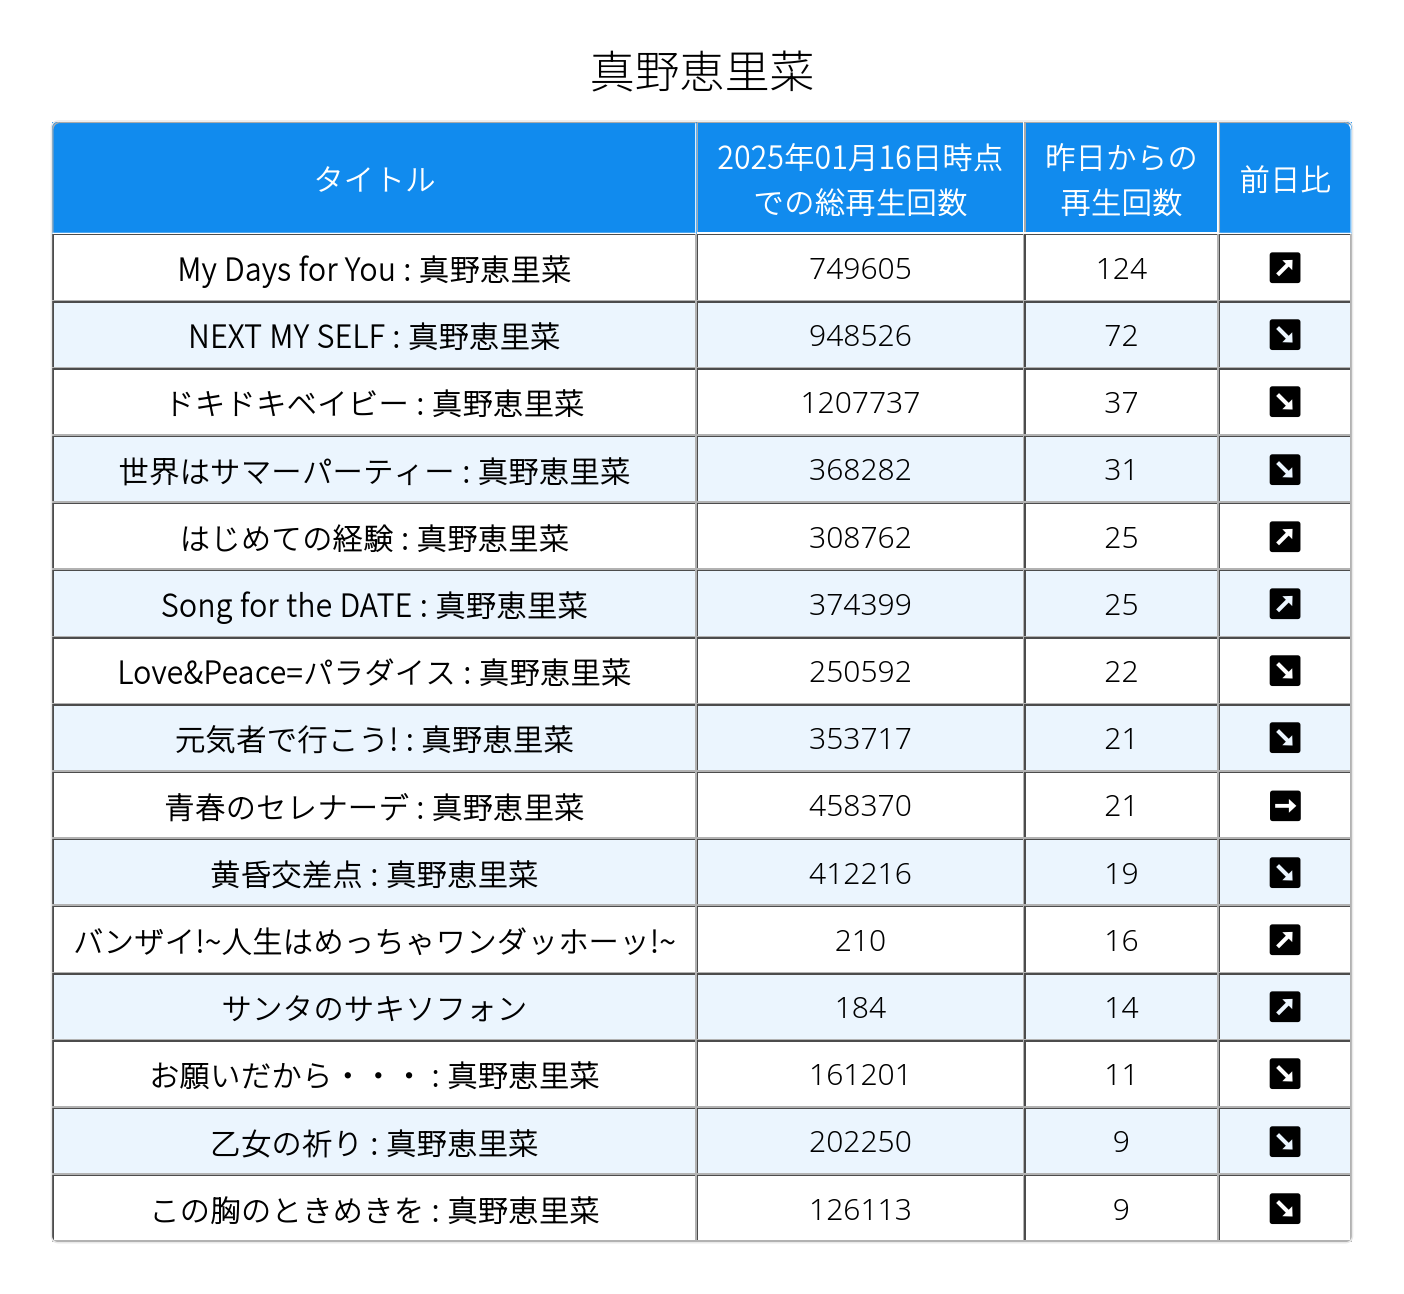 真野恵里菜
タイトル 2025年01月16日時点での総再生回数 昨日からの再生回数 前日比
My Days for You : 真野恵里菜 749605 124 ↗
NEXT MY SELF : 真野恵里菜 948526 72 ↘
ドキドキベイビー : 真野恵里菜 1207737 37 ↘
世界はサマーパーティー : 真野恵里菜 368282 31 ↘
はじめての経験 : 真野恵里菜 308762 25 ↗
Song for the DATE : 真野恵里菜 374399 25 ↗
Love&Peace=パラダイス : 真野恵里菜 250592 22 ↘
元気者で行こう! : 真野恵里菜 353717 21 ↘
青春のセレナーデ : 真野恵里菜 458370 21 →
黄昏交差点 : 真野恵里菜 412216 19 ↘
バンザイ!~人生はめっちゃワンダッホーッ!~ 210 16 ↗
サンタのサキソフォン 184 14 ↗
お願いだから・・・ : 真野恵里菜 161201 11 ↘
乙女の祈り : 真野恵里菜 202250 9 ↘
この胸のときめきを : 真野恵里菜 126113 9 ↘